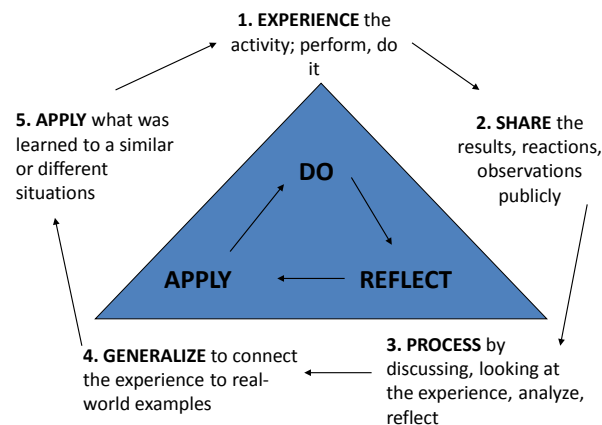 1. EXPERIENCE the
activity; perform, do
it
2. SHARE the
results, reactions,
observations
publicly
3. PROCESS by
discussing, looking at
the experience, analyze,
reflect
4. GENERALIZE to connect
the experience to real-
world examples
5. APPLY what was
learned to a similar
or different
situations
DO
REFLECT
APPLY